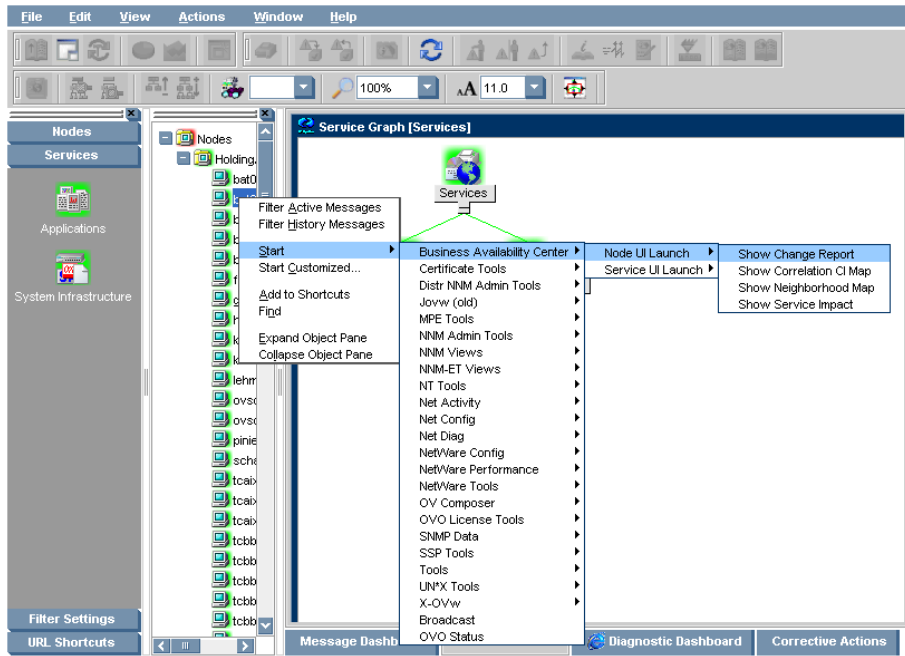 File Edit View Actions Window Help
100% AA 11.0
Nodes
Services
Applications
System Infrastructure
Filter Settings
URL Shortcuts
Nodes
Holding
bat0
lehm
ovso
ovso
pinie
sche
tcaix
tcaix
tcaix
tcbb
tcbb
tcbb
tcbb
tcbb
Service Graph [Services]
Services
Filter Active Messages
Filter History Messages
Start
Start Customized...
Add to Shortcuts
Find
Expand Object Pane
Collapse Object Pane
Business Availability Center
Certificate Tools
Distr NNM Admin Tools
Jovw (old)
MPE Tools
NNM Admin Tools
NNM Views
NNM-ET Views
NT Tools
Net Activity
Net Config
Net Diag
NetWare Config
NetWare Performance
NetWare Tools
OV Composer
OVO License Tools
SNMP Data
SSP Tools
Tools
UN*X Tools
X-OVw
Broadcast
OVO Status
Node UI Launch
Service UI Launch
Show Change Report
Show Correlation CI Map
Show Neighborhood Map
Show Service Impact
Message Dashb
Diagnostic Dashboard
Corrective Actions